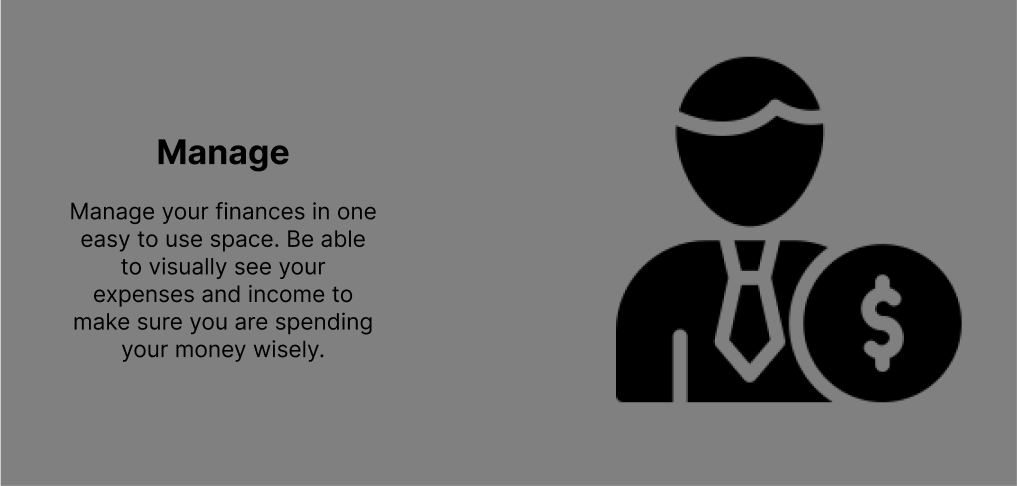 Manage
Manage your finances in one
easy to use space. Be able
to visually see your
expenses and income to
make sure you are spending
your money wisely.
$